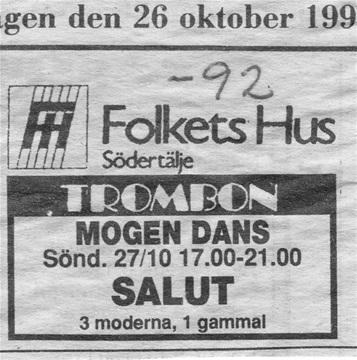 agen den 26 oktober 199
-92
Folkets Hus
Södertälje
TROMBON
MOGEN DANS
Sönd. 27/10 17.00-21.00
SALUT
3 moderna, 1 gammal